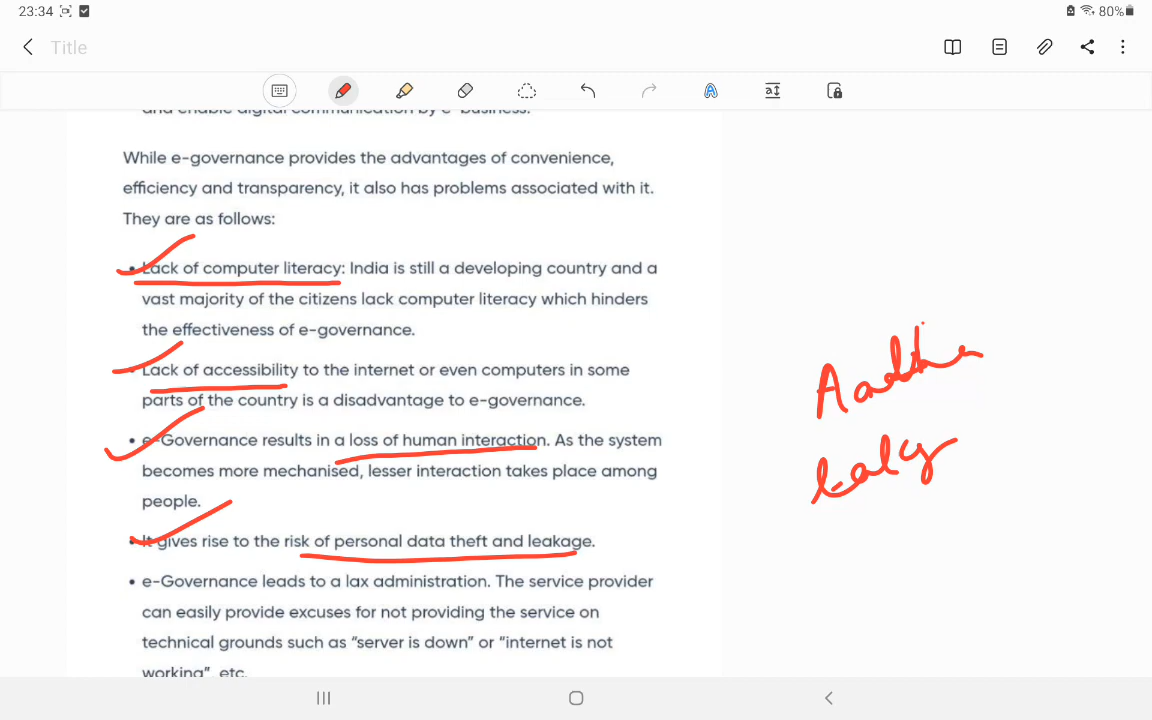 23:34
80%
Title
and enable digital communication by e-business.
While e-governance provides the advantages of convenience,
efficiency and transparency, it also has problems associated with it.
They are as follows:
• Lack of computer literacy: India is still a developing country and a
vast majority of the citizens lack computer literacy which hinders
the effectiveness of e-governance.
• Lack of accessibility to the internet or even computers in some
parts of the country is a disadvantage to e-governance.
• e-Governance results in a loss of human interaction. As the system
becomes more mechanised, lesser interaction takes place among
people.
• It gives rise to the risk of personal data theft and leakage.
• e-Governance leads to a lax administration. The service provider
can easily provide excuses for not providing the service on
technical grounds such as “server is down” or “internet is not
working”, etc.